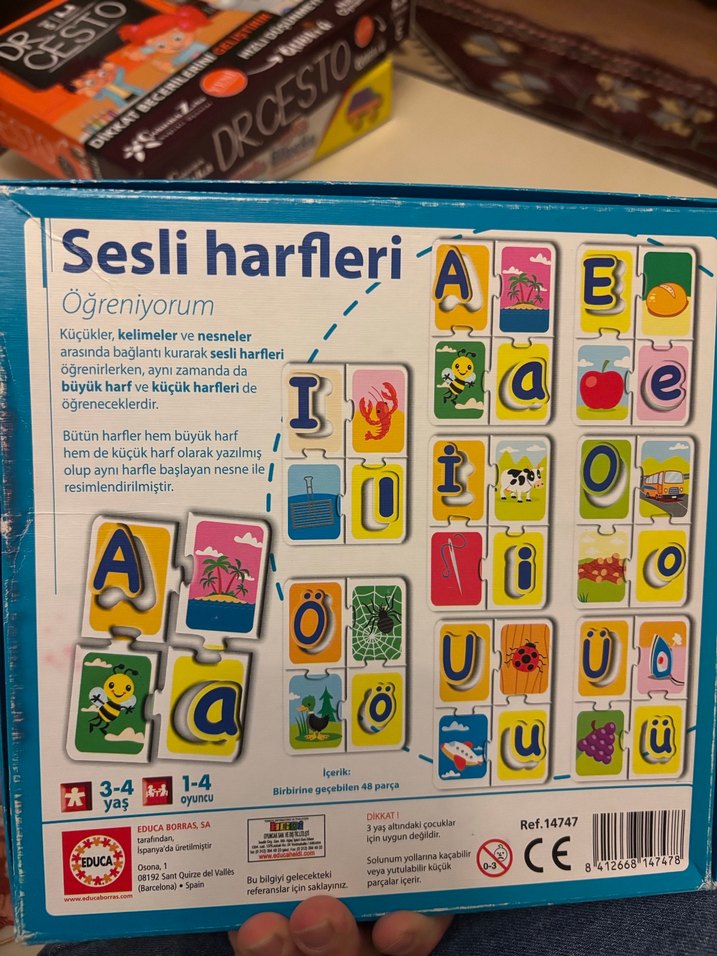 DR
CESTO
DİKKAT BECERİLERİNİ GELİŞTİRİR
DR CESTO
Sesli harfleri
Öğreniyorum
Küçükler, kelimeler ve nesneler
arasında bağlantı kurarak sesli harfleri
öğrenirlerken, aynı zamanda da
büyük harf ve küçük harfleri de
öğreneceklerdir.
Bütün harfler hem büyük harf
hem de küçük harf olarak yazılmış
olup aynı harfle başlayan nesne ile
resimlendirilmiştir.
A
a
A
a
E
e
I
ı
İ
i
O
o
Ö
ö
U
u
Ü
ü
3-4
yaş
1-4
oyuncu
İçerik:
Birbirine geçebilen 48 parça
EDUCA
www.educaborras.com
EDUCA BORRAS, SA
tarafından,
İspanya'da üretilmiştir
Osona, 1
08192 Sant Quirze del Vallès
(Barcelona) • Spain
www.educahaldi.com
Bu bilgiyi gelecekteki
referanslar için saklayınız.
DİKKAT !
3 yaş altındaki çocuklar
için uygun değildir.
Solunum yollarına kaçabilir
veya yutulabilir küçük
parçalar içerir.
0-3
Ref.14747
CE
8 412668 147478